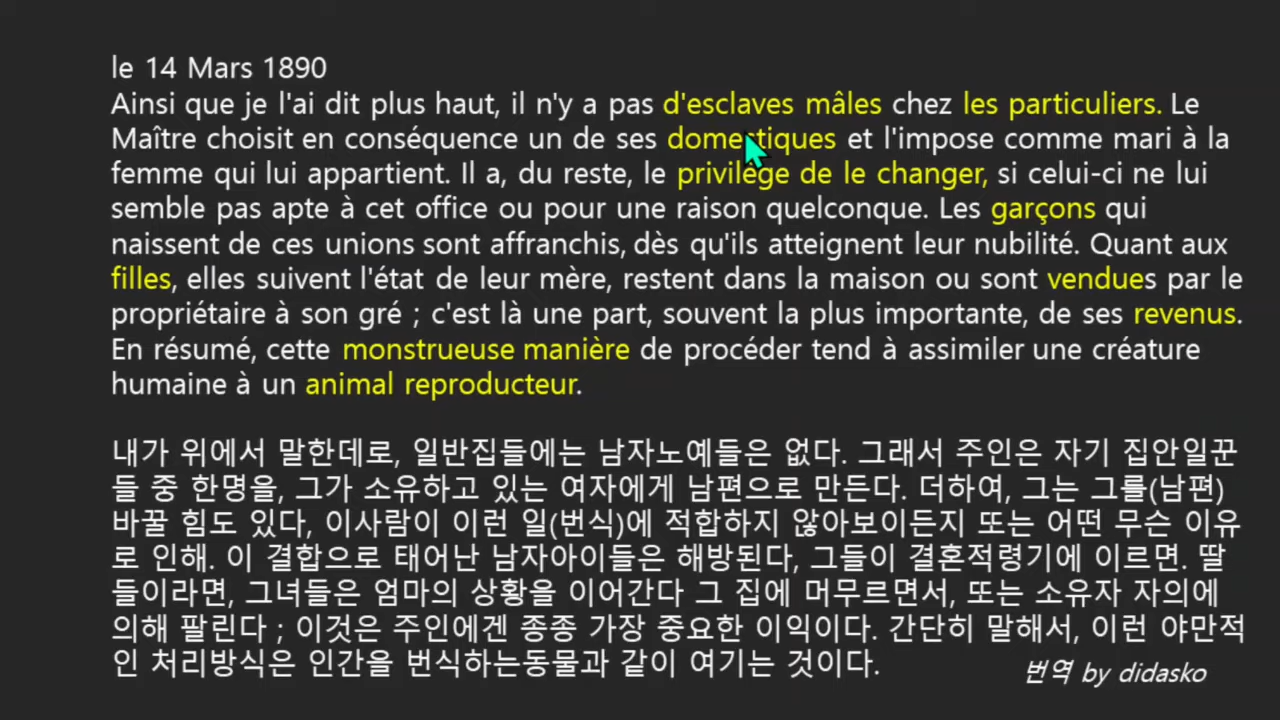 le 14 Mars 1890
Ainsi que je l'ai dit plus haut, il n'y a pas d'esclaves mâles chez les particuliers. Le
Maître choisit en conséquence un de ses domestiques et l'impose comme mari à la
femme qui lui appartient. Il a, du reste, le privilège de le changer, si celui-ci ne lui
semble pas apte à cet office ou pour une raison quelconque. Les garçons qui
naissent de ces unions sont affranchis, dès qu'ils atteignent leur nubilité. Quant aux
filles, elles suivent l'état de leur mère, restent dans la maison ou sont vendues par le
propriétaire à son gré ; c'est là une part, souvent la plus importante, de ses revenus.
En résumé, cette monstrueuse manière de procéder tend à assimiler une créature
humaine à un animal reproducteur.
내가 위에서 말한데로, 일반집들에는 남자노예들은 없다. 그래서 주인은 자기 집안일꾼
들 중 한명을, 그가 소유하고 있는 여자에게 남편으로 만든다. 더하여, 그는 그를(남편)
바꿀 힘도 있다, 이사람이 이런 일(번식)에 적합하지 않아보이든지 또는 어떤 무슨 이유
로 인해. 이 결합으로 태어난 남자아이들은 해방된다, 그들이 결혼적령기에 이르면. 딸
들이라면, 그녀들은 엄마의 상황을 이어간다 그 집에 머무르면서, 또는 소유자 자의에
의해 팔린다 ; 이것은 주인에겐 종종 가장 중요한 이익이다. 간단히 말해서, 이런 야만적
인 처리방식은 인간을 번식하는동물과 같이 여기는 것이다.
번역 by didasko